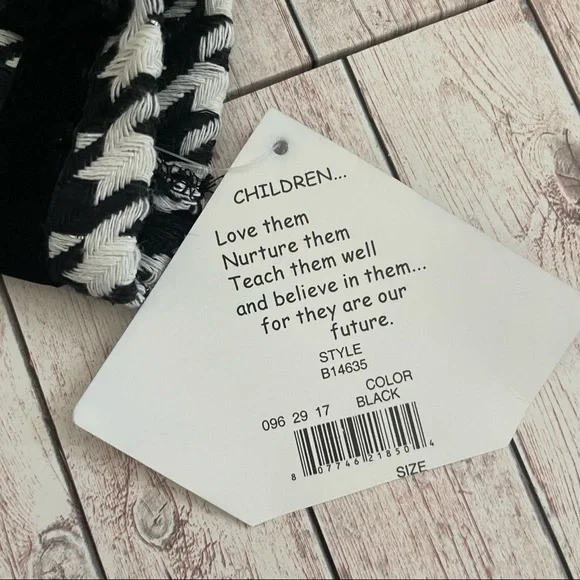 CHILDREN...
Love them
Nurture them
Teach them well
and believe in them...
for they are our
future.
STYLE
B14635
COLOR
096 29 17 BLACK
8 07746 21850 4
SIZE